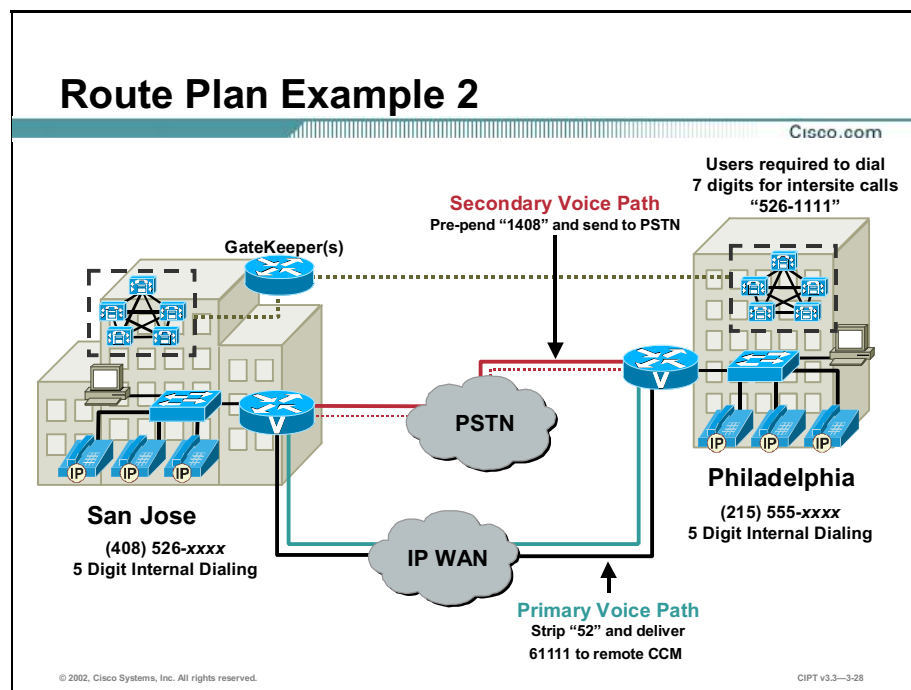 Route Plan Example 2
Cisco.com
Users required to dial
7 digits for intersite calls
“526-1111”
Secondary Voice Path
Pre-pend “1408” and send to PSTN
GateKeeper(s)
V
V
PSTN
IP
IP
IP
IP
IP
IP
San Jose
(408) 526-xxxx
5 Digit Internal Dialing
Philadelphia
(215) 555-xxxx
5 Digit Internal Dialing
IP WAN
Primary Voice Path
Strip “52” and deliver
61111 to remote CCM
© 2002, Cisco Systems, Inc. All rights reserved.
CIPT v3.3—3-28